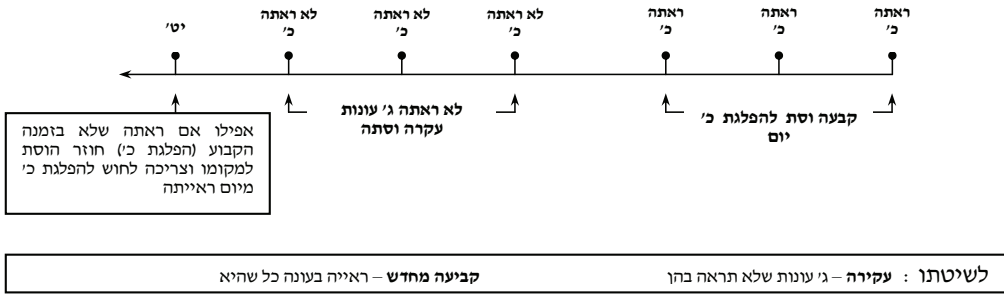 ראתה
כ׳
ראתה
כ׳
ראתה
כ׳
לא ראתה
כ׳
לא ראתה
כ׳
לא ראתה
כ׳
יט׳
קבעה וסת להפלגת כ׳
יום
לא ראתה ג׳ עונות
עקרה וסתה
אפילו אם ראתה שלא בזמנה
הקבוע (הפלגת כ׳) חוזר הוסת
למקומו וצריכה לחוש להפלגת כ׳
מיום ראייתה
לשיטתו : עקירה – ג׳ עונות שלא תראה בהן קביעה מחדש – ראייה בעונה כל שהיא